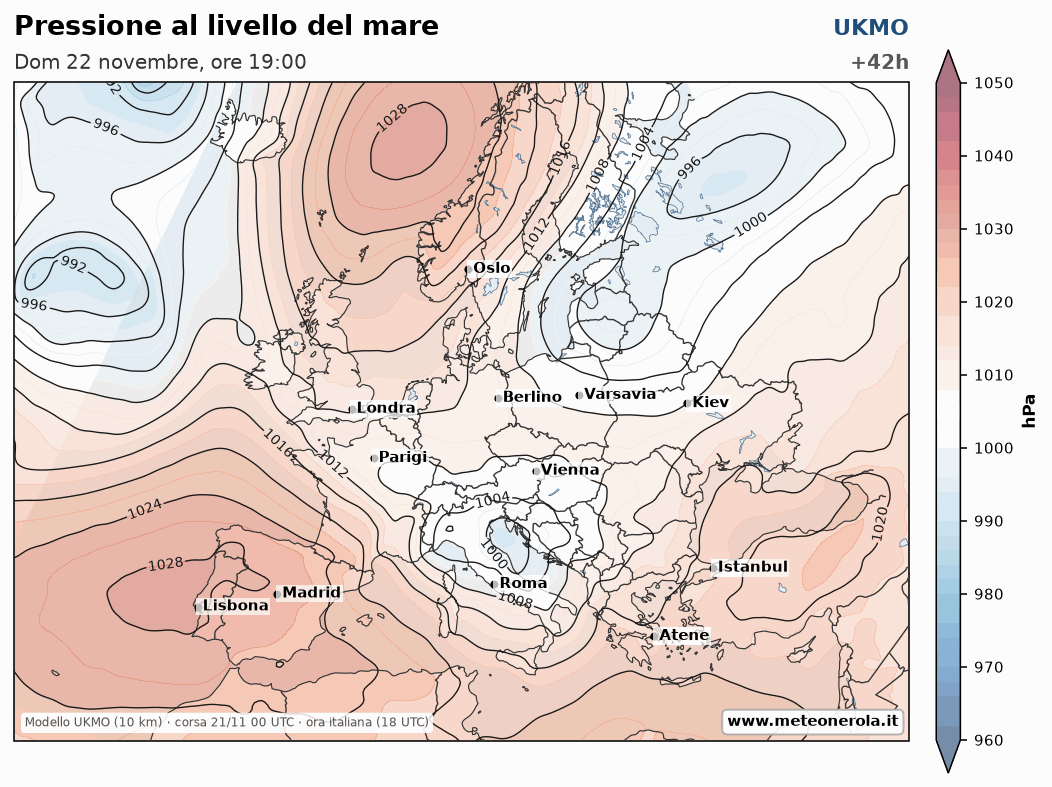 Pressione al livello del mare
UKMO
Dom 22 novembre, ore 19:00
+42h
1028
996
1016
1008
1004
996
1000
1012
992
996
Oslo
Londra
Berlino
Varsavia
Kiev
1016
1012
Parigi
Vienna
1004
1024
1020
1000
1028
Istanbul
Madrid
Roma
1008
Lisbona
Atene
Modello UKMO (10 km) · corsa 21/11 00 UTC · ora italiana (18 UTC)
www.meteonerola.it
1050
1040
1030
1020
1010
1000
990
980
970
960
hPa